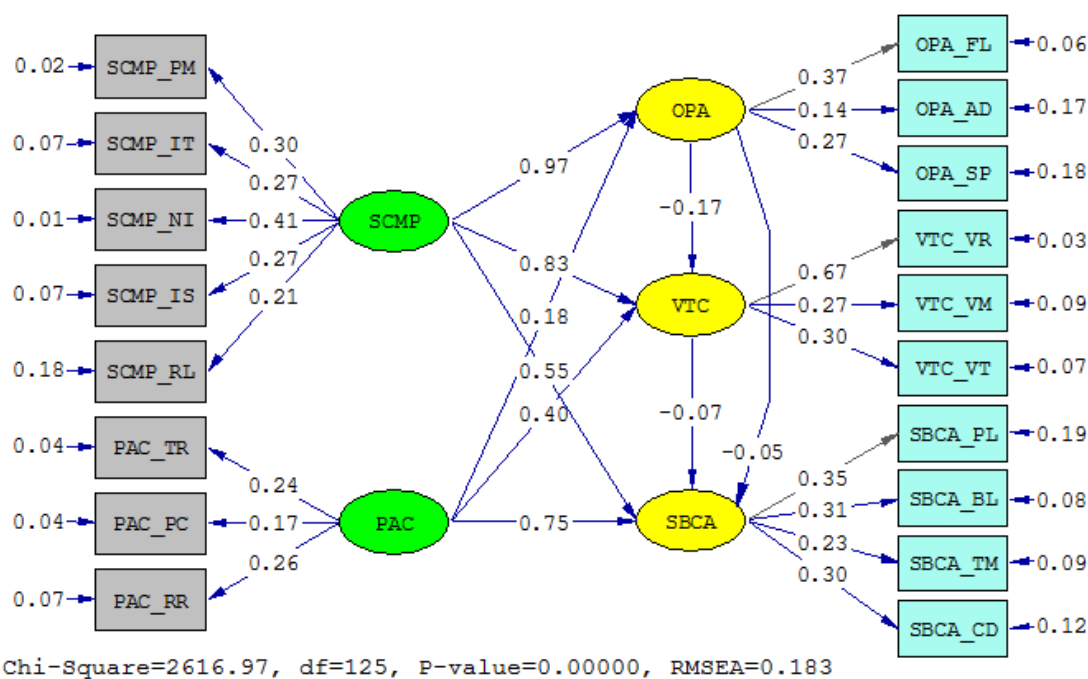 0.02 SCMP_PM
0.07 SCMP_IT
0.01 SCMP_NI
0.07 SCMP_IS
0.18 SCMP_RL
0.04 PAC_TR
0.04 PAC_PC
0.07 PAC_RR
0.30
0.27
0.41
0.27
0.21
0.24
0.17
0.26
SCMP
PAC
0.97
0.83
0.18
0.55
0.40
0.75
OPA
-0.17
VTC
-0.07
-0.05
SBCA
0.37
0.14
0.27
0.67
0.27
0.30
0.35
0.31
0.23
0.30
OPA_FL 0.06
OPA_AD 0.17
OPA_SP 0.18
VTC_VR 0.03
VTC_VM 0.09
VTC_VT 0.07
SBCA_PL 0.19
SBCA_BL 0.08
SBCA_TM 0.09
SBCA_CD 0.12
Chi-Square=2616.97, df=125, P-value=0.00000, RMSEA=0.183